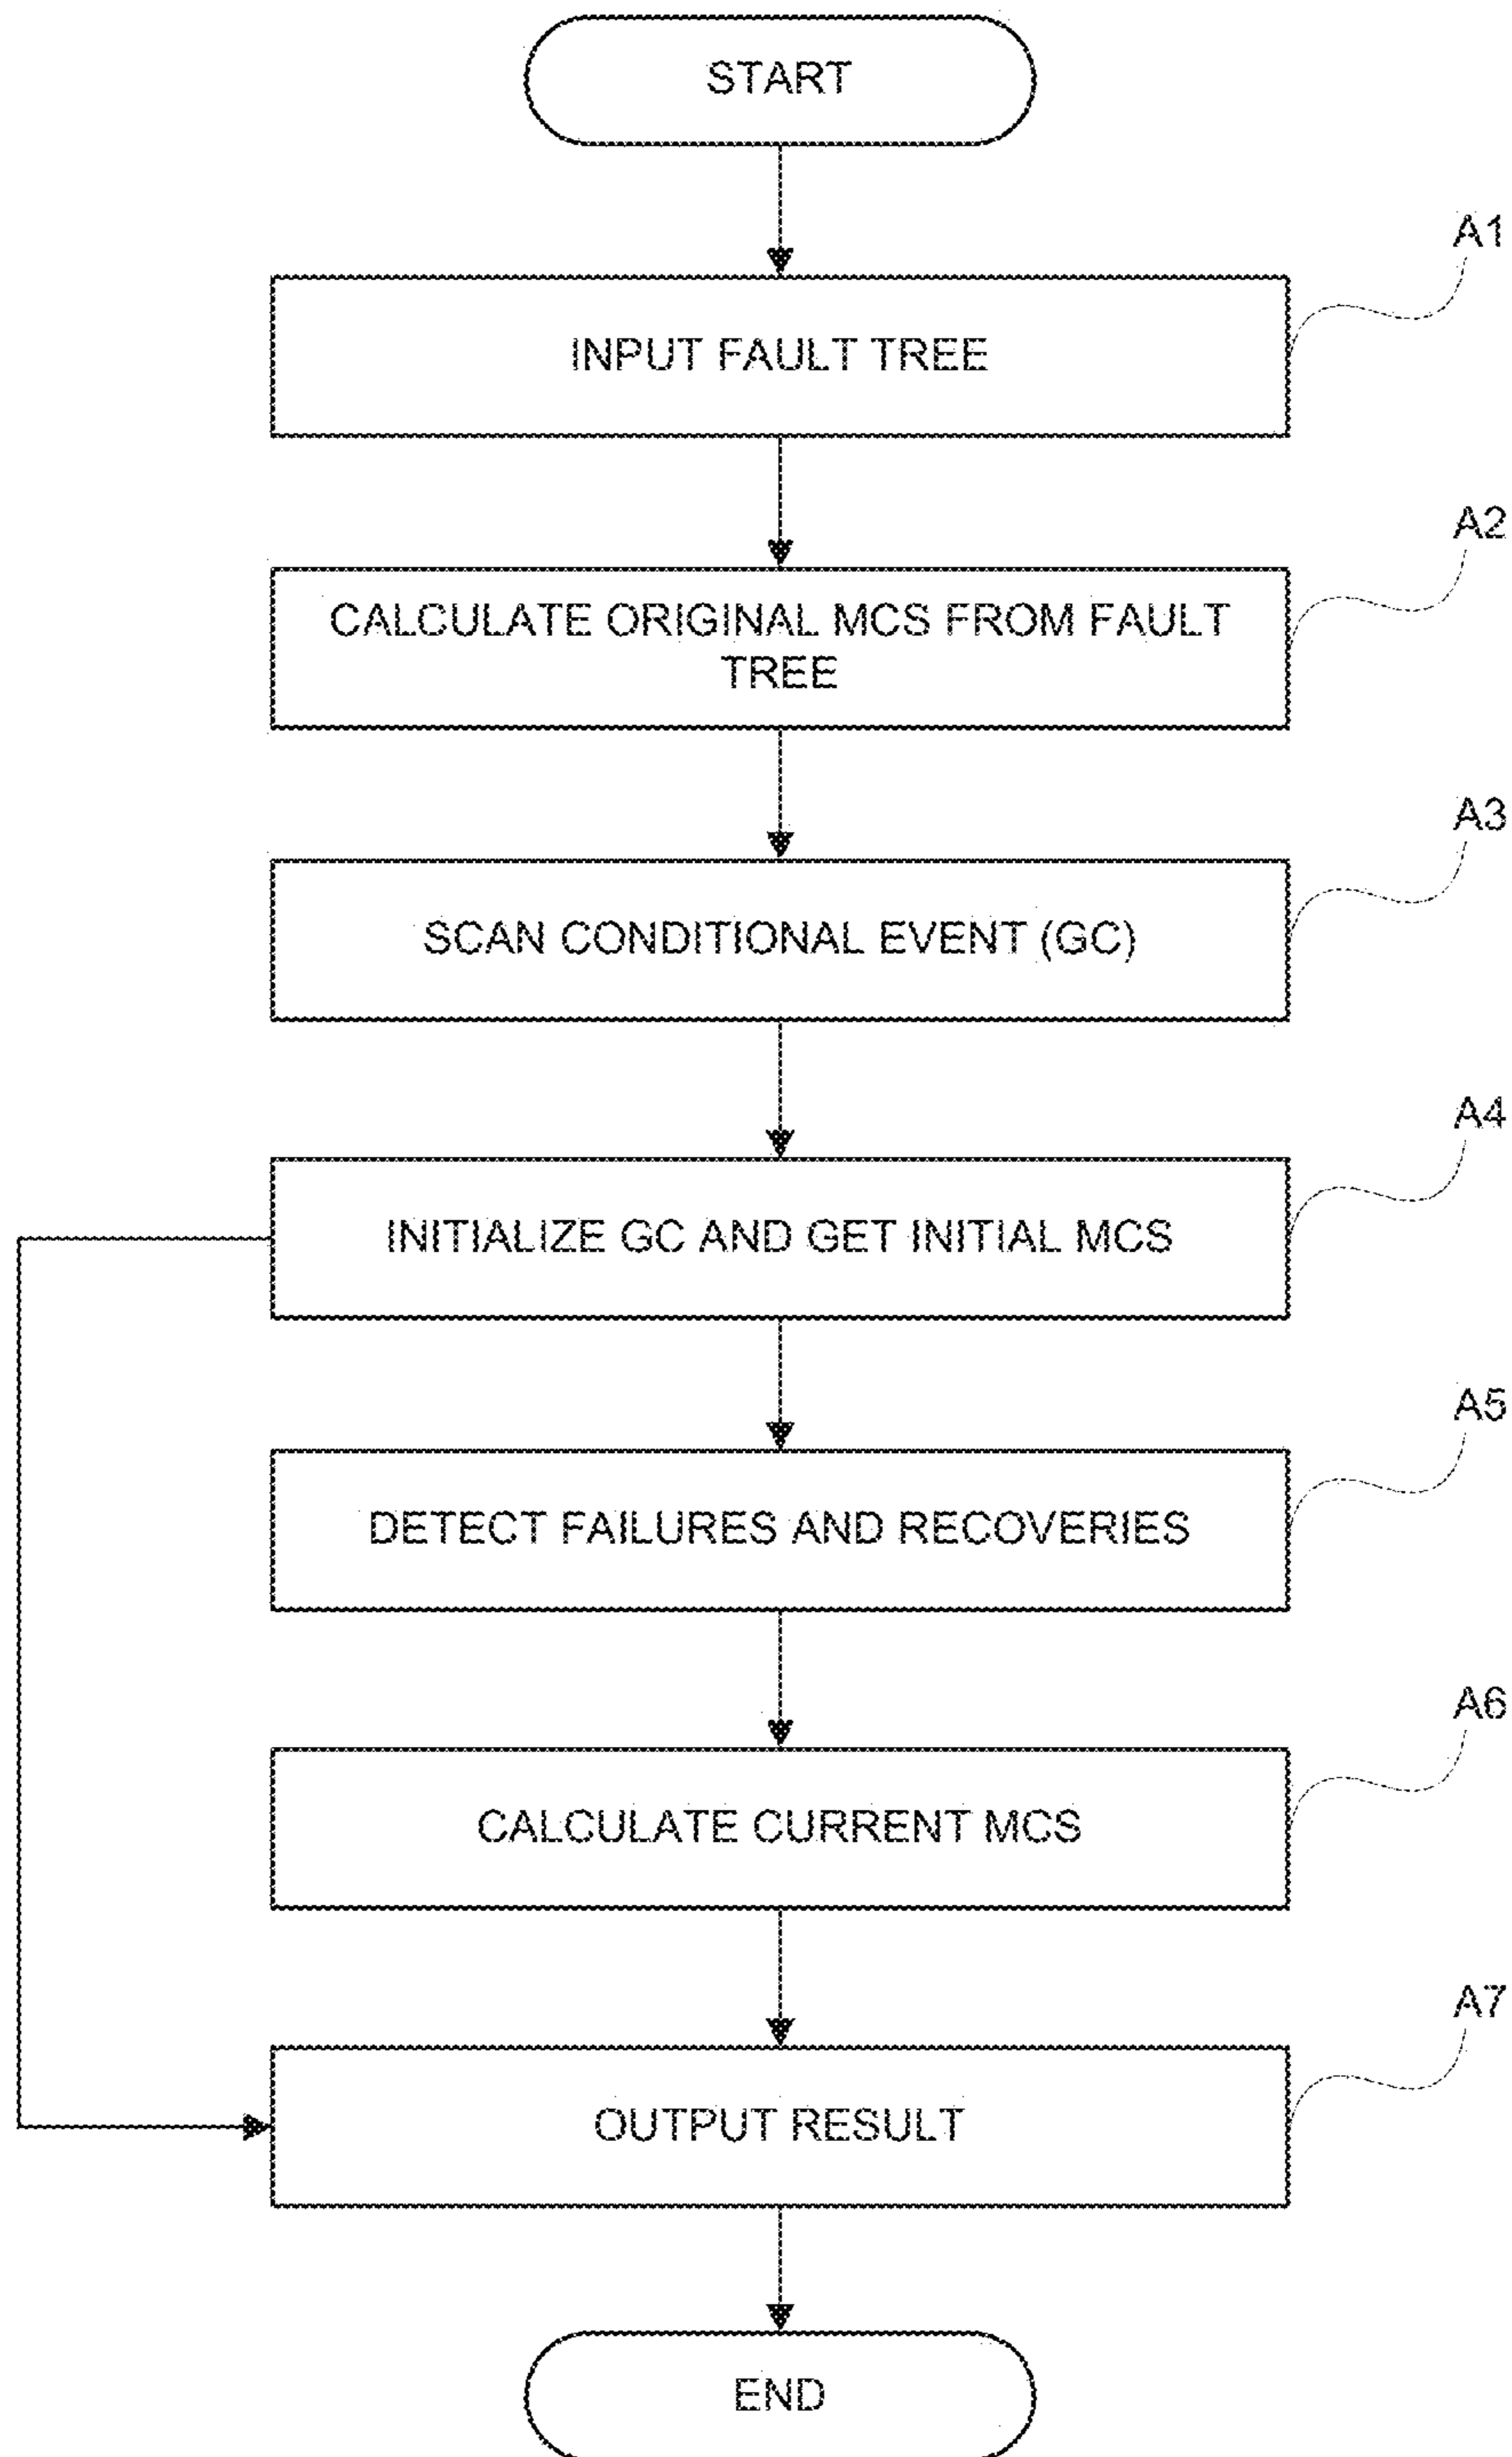 START
A1
INPUT FAULT TREE
A2
CALCULATE ORIGINAL MCS FROM FAULT
TREE
A3
SCAN CONDITIONAL EVENT (GC)
A4
INITIALIZE GC AND GET INITIAL MCS
A5
DETECT FAILURES AND RECOVERIES
A6
CALCULATE CURRENT MCS
A7
OUTPUT RESULT
END